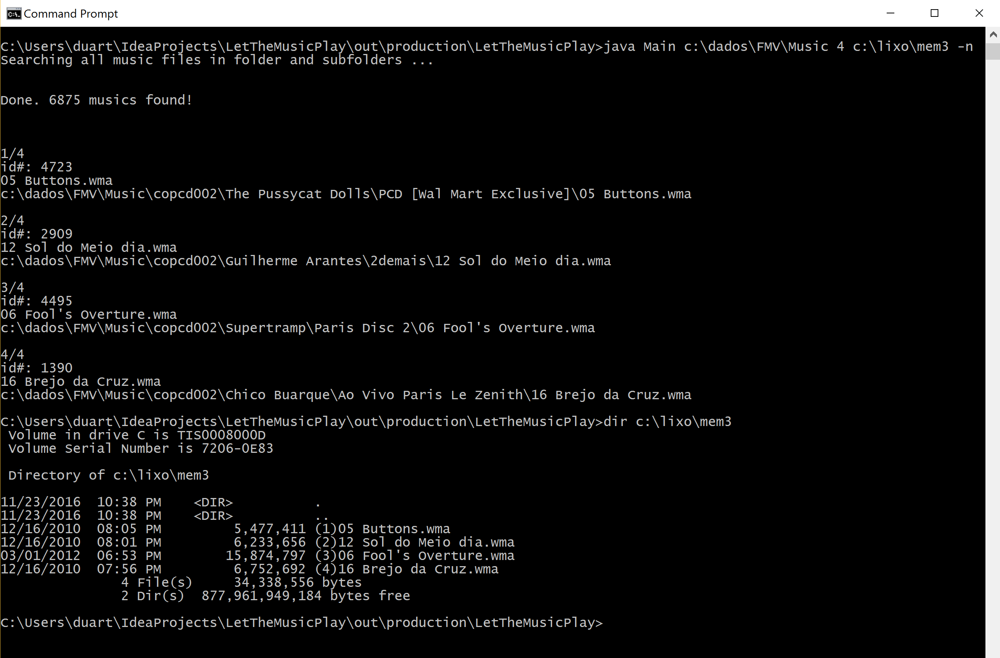 Command Prompt
C:\Users\duart\IdeaProjects\LetTheMusicPlay\out\production\LetTheMusicPlay>java Main c:\dados\FMV\Music 4 c:\lixo\mem3 -n
Searching all music files in folder and subfolders ...
Done. 6875 musics found!
1/4
id#: 4723
05 Buttons.wma
c:\dados\FMV\Music\copcd002\The Pussycat Dolls\PCD [Wal Mart Exclusive]\05 Buttons.wma
2/4
id#: 2909
12 Sol do Meio dia.wma
c:\dados\FMV\Music\copcd002\Guilherme Arantes\2demais\12 Sol do Meio dia.wma
3/4
id#: 4495
06 Fool's Overture.wma
c:\dados\FMV\Music\copcd002\Supertramp\Paris Disc 2\06 Fool's Overture.wma
4/4
id#: 1390
16 Brejo da Cruz.wma
c:\dados\FMV\Music\copcd002\Chico Buarque\Ao Vivo Paris Le Zenith\16 Brejo da Cruz.wma
C:\Users\duart\IdeaProjects\LetTheMusicPlay\out\production\LetTheMusicPlay>dir c:\lixo\mem3
Volume in drive C is TIS0008000D
Volume Serial Number is 7206-0E83
Directory of c:\lixo\mem3
11/23/2016  10:38 PM    <DIR>          .
11/23/2016  10:38 PM    <DIR>          ..
12/16/2010  08:05 PM         5,477,411 (1)05 Buttons.wma
12/16/2010  08:01 PM         6,233,656 (2)12 Sol do Meio dia.wma
03/01/2012  06:53 PM        15,874,797 (3)06 Fool's Overture.wma
12/16/2010  07:56 PM         6,752,692 (4)16 Brejo da Cruz.wma
4 File(s)     34,338,556 bytes
2 Dir(s)  877,961,949,184 bytes free
C:\Users\duart\IdeaProjects\LetTheMusicPlay\out\production\LetTheMusicPlay>